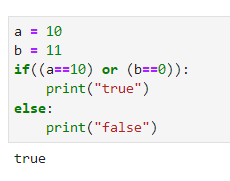 a = 10
b = 11
if((a==10) or (b==0)):
    print("true")
else:
    print("false")
true